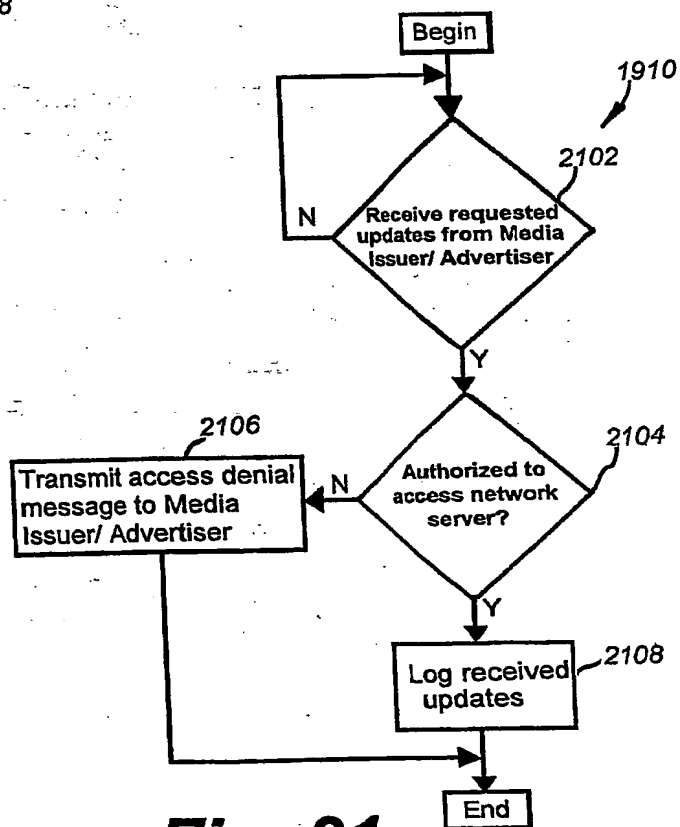 8
Begin
1910
2102
N
Receive requested
updates from Media
Issuer/ Advertiser
Y
2106
2104
Transmit access denial
message to Media
Issuer/ Advertiser
N
Authorized to
access network
server?
Y
2108
Log received
updates
End